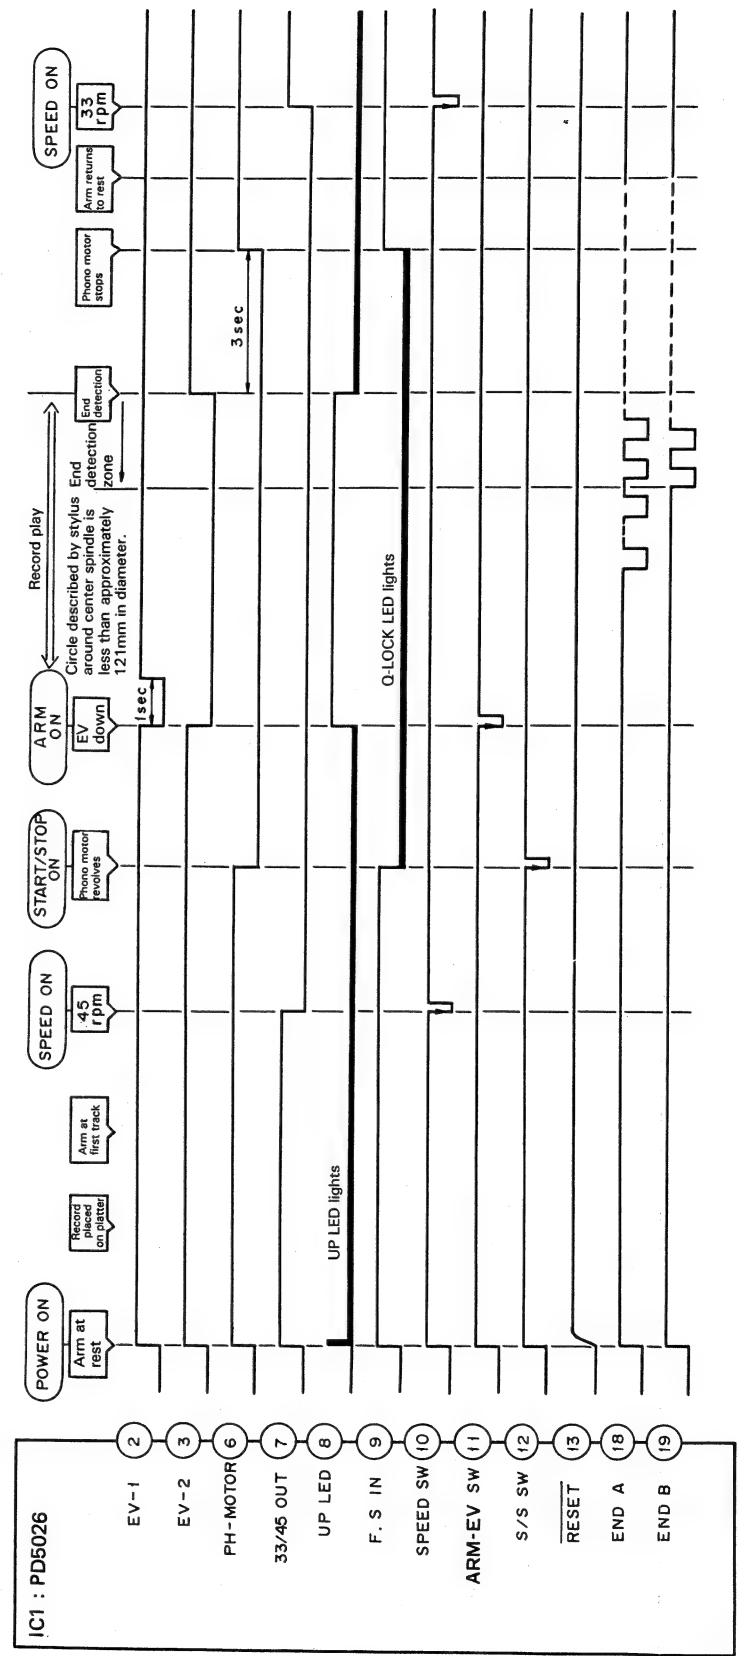 IC1 : PD5026
EV-1
2
EV-2
3
PH-MOTOR
6
33/45 OUT
7
UP LED
8
F. S IN
9
SPEED SW
10
ARM-EV SW
11
S/S SW
12
RESET
13
END A
18
END B
19
POWER ON
Arm at
rest
Record
placed
on platter
Arm at
first track
SPEED ON
45
rpm
START/STOP
ON
Phono motor
revolves
ARM
ON
EV
down
Record play
Circle described by stylus
around center spindle is
less than approximately
121mm in diameter.
End
detection
zone
End
detection
Phono motor
stops
Arm returns
to rest
SPEED ON
33
rpm
1sec
3 sec
UP LED lights
Q-LOCK LED lights